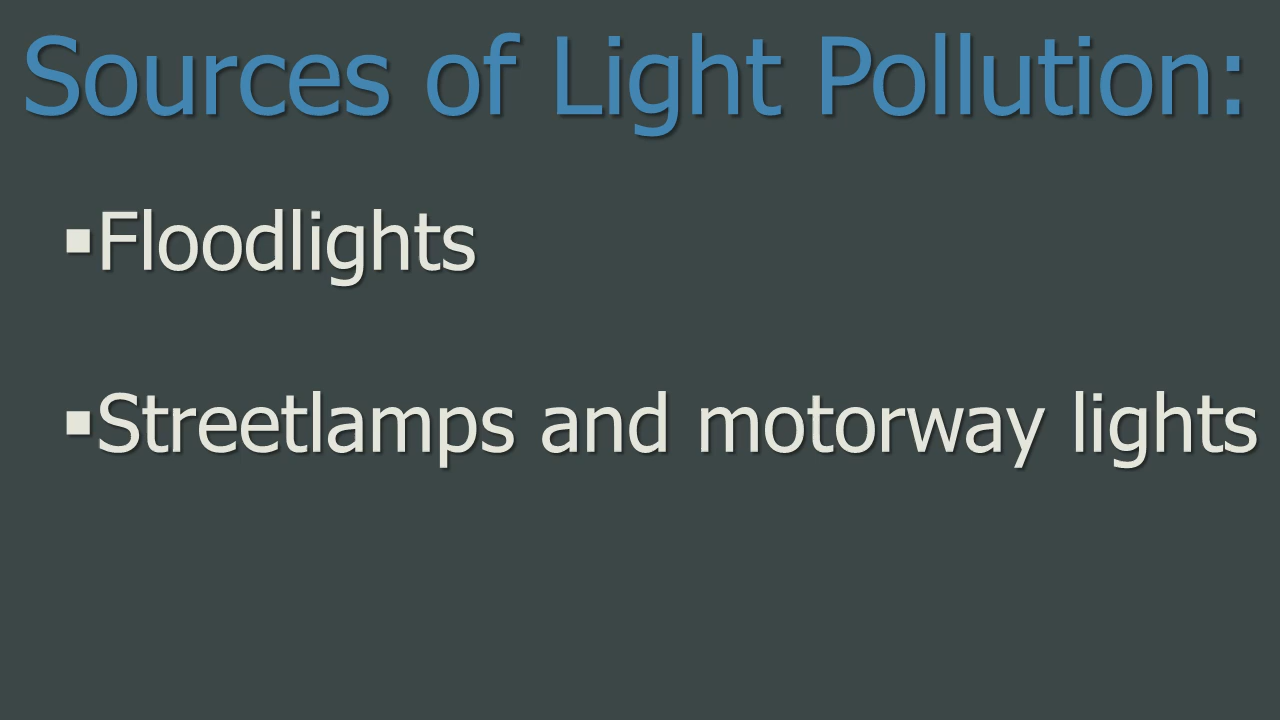 Sources of Light Pollution:
▪Floodlights
▪Streetlamps and motorway lights